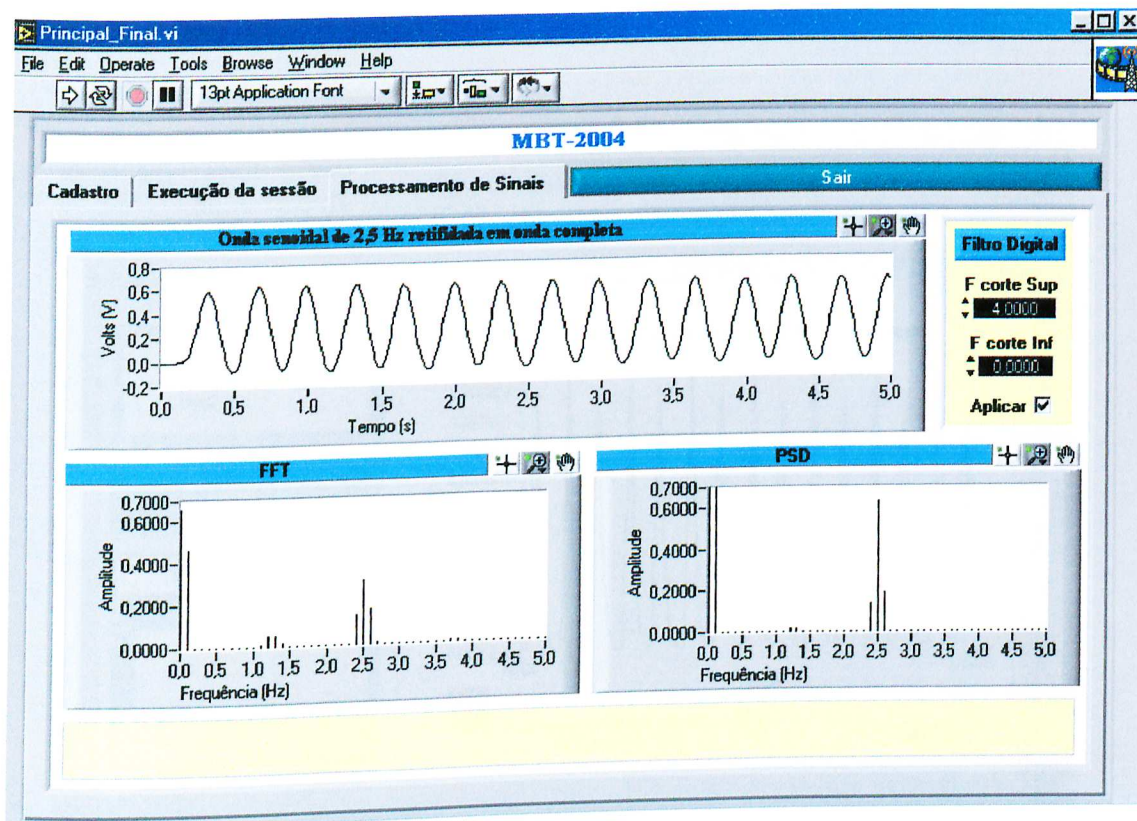 Principal_Final.vi
File Edit Operate Tools Browse Window Help
13pt Application Font
MBT-2004
Cadastro
Execução da sessão
Processamento de Sinais
Sair
Onda senoidal de 2,5 Hz retifidada em onda completa
Volts (V)
0,8
0,6
0,4
0,2
0,0
-0,2
0,0 0,5 1,0 1,5 2,0 2,5 3,0 3,5 4,0 4,5 5,0
Tempo (s)
Filtro Digital
F corte Sup
4.0000
F corte Inf
0.0000
Aplicar
FFT
Amplitude
0,7000
0,6000
0,4000
0,2000
0,0000
0,0 0,5 1,0 1,5 2,0 2,5 3,0 3,5 4,0 4,5 5,0
Frequência (Hz)
PSD
Amplitude
0,7000
0,6000
0,4000
0,2000
0,0000
0,0 0,5 1,0 1,5 2,0 2,5 3,0 3,5 4,0 4,5 5,0
Frequência (Hz)